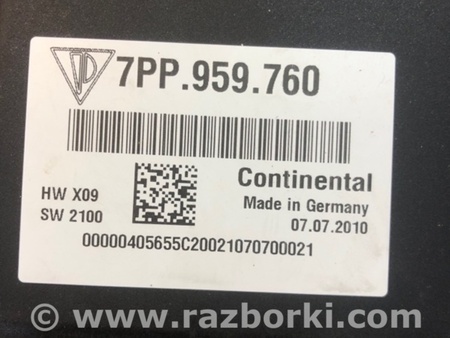 7PP.959.760
HW X09
SW 2100
Continental
Made in Germany
07.07.2010
00000405655C20021070700021
© www.razborki.com